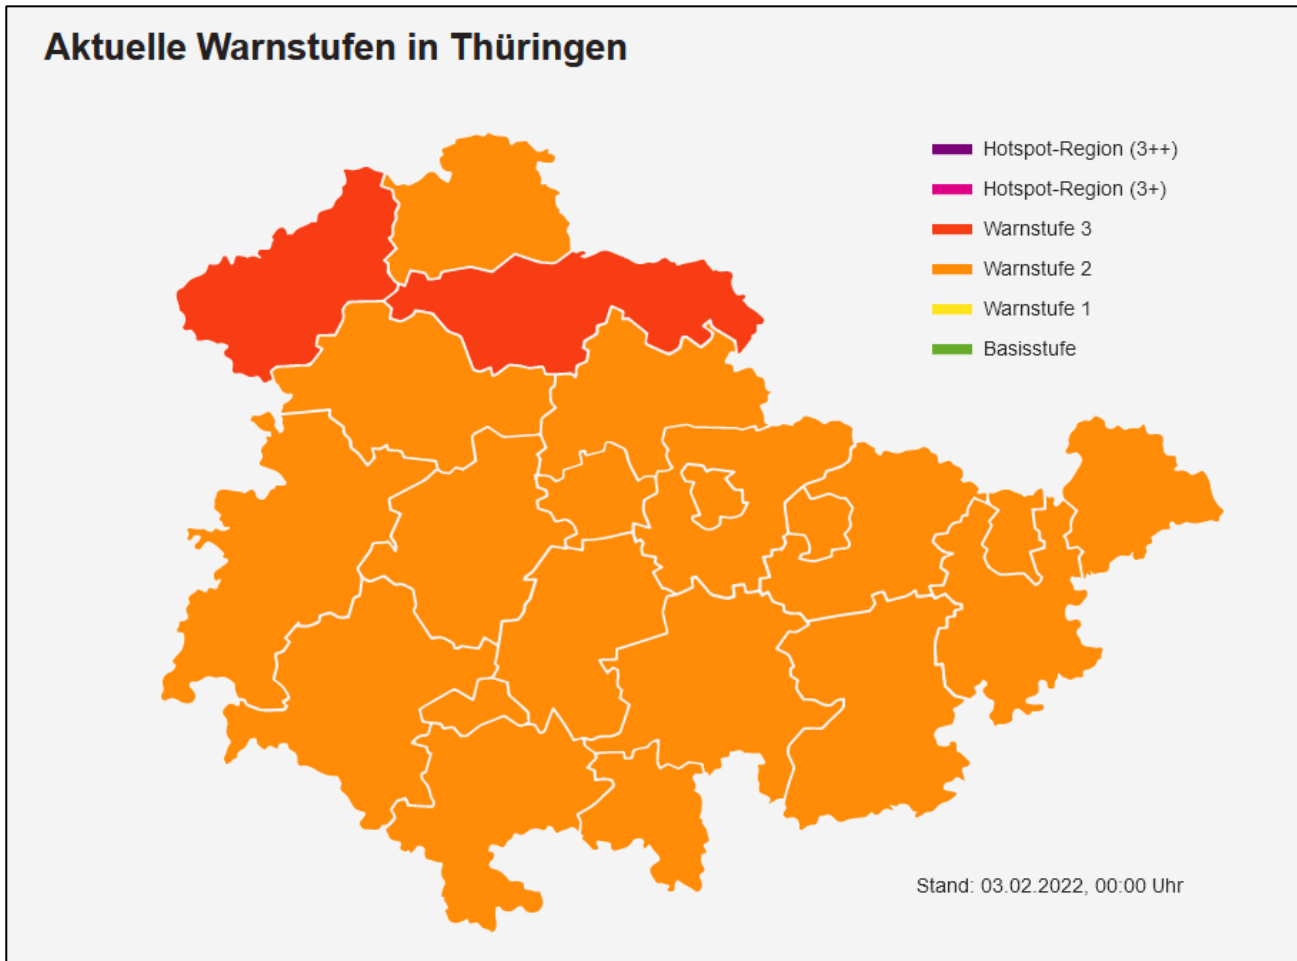 Aktuelle Warnstufen in Thüringen
Hotspot-Region (3++)
Hotspot-Region (3+)
Warnstufe 3
Warnstufe 2
Warnstufe 1
Basisstufe
Stand: 03.02.2022, 00:00 Uhr